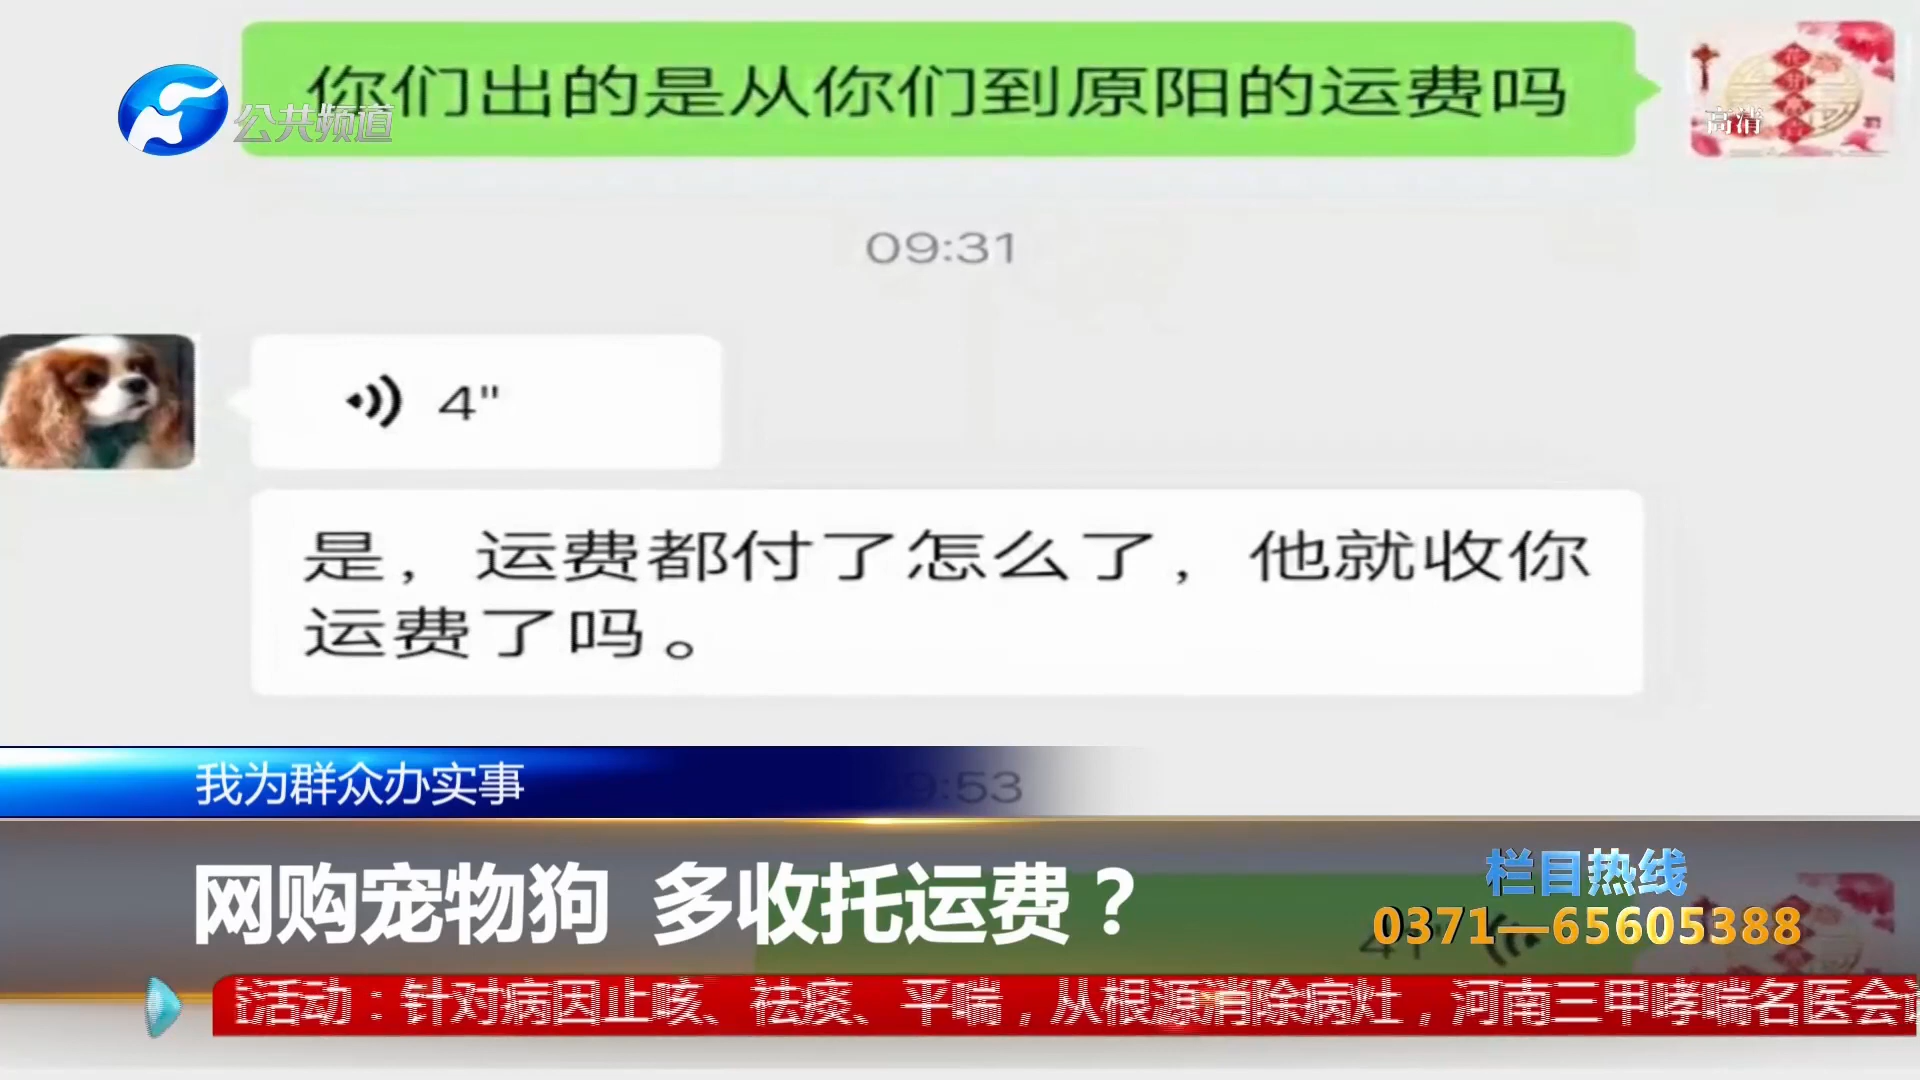 你们出的是从你们到原阳的运费吗
公共频道
高清
09:31
4"
是，运费都付了怎么了，他就收你
运费了吗。
9:53
我为群众办实事
网购宠物狗 多收托运费？
栏目热线
0371—65605388
活动：针对病因止咳、祛痰、平喘，从根源消除病灶，河南三甲哮喘名医会